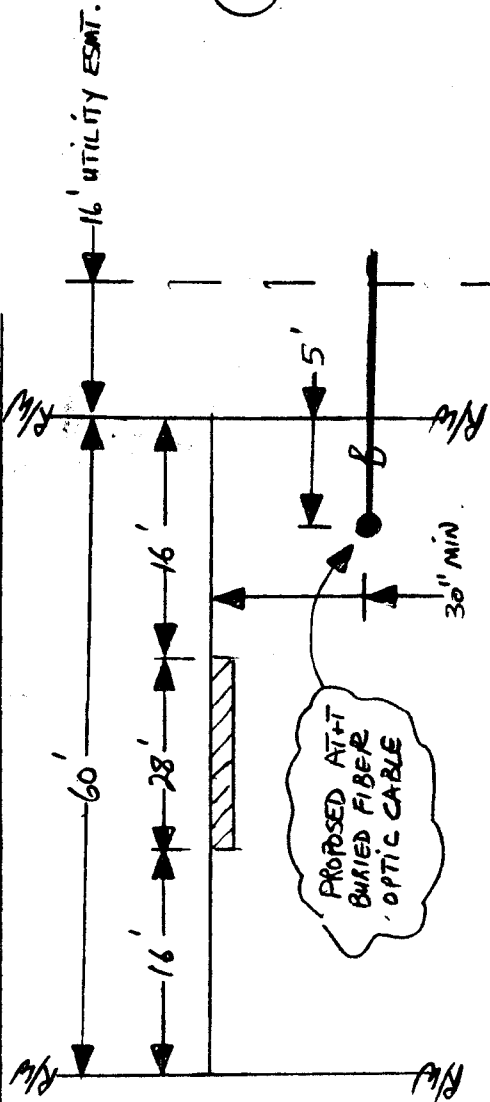 16' UTILITY ESMT.
R/W
R/W
60'
16'
28'
16'
5'
B
30" MIN.
PROPOSED AT&T
BURIED FIBER
OPTIC CABLE
R/W
R/W